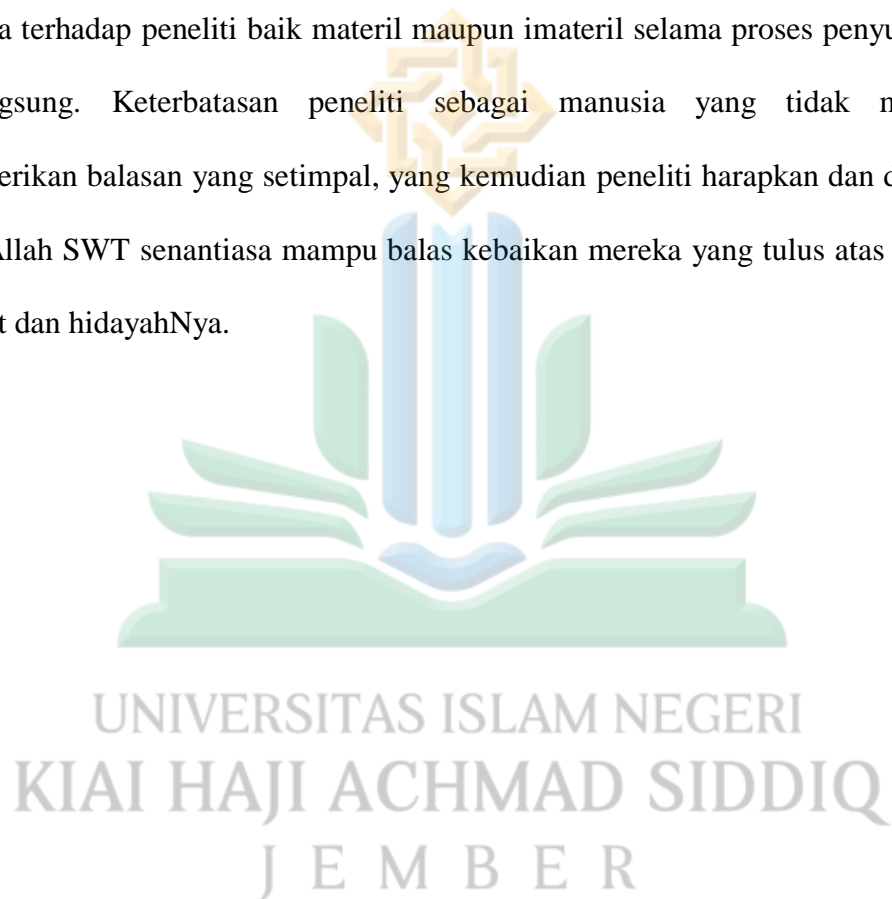 a terhadap peneliti baik materil maupun imateril selama proses penyu
gsung. Keterbatasan peneliti sebagai manusia yang tidak
erikan balasan yang setimpal, yang kemudian peneliti harapkan dan
Allah SWT senantiasa mampu balas kebaikan mereka yang tulus atas
t dan hidayahNya.
UNIVERSITAS ISLAM NEGERI
KIAI HAJI ACHMAD SIDDIQ
JEMBER